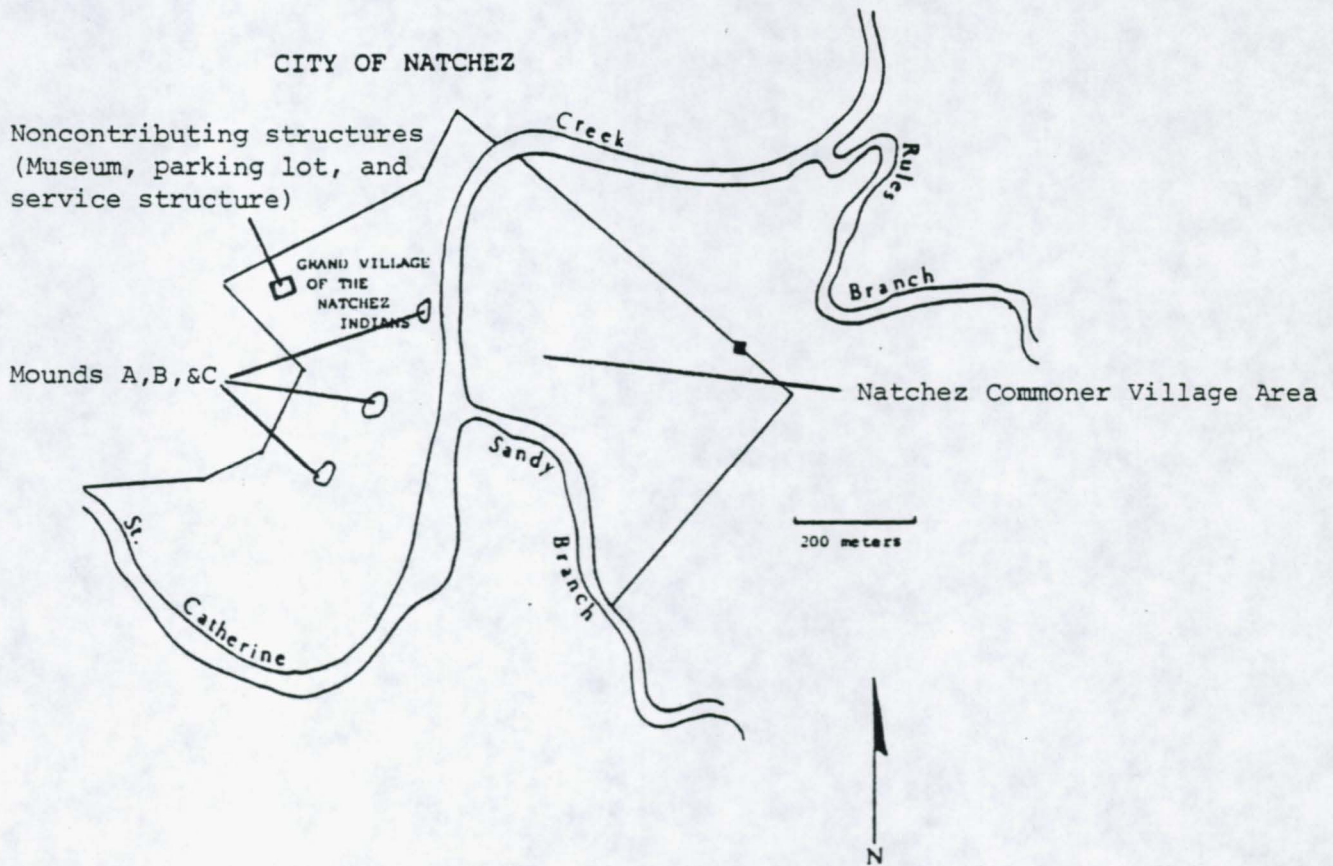 CITY OF NATCHEZ
Noncontributing structures
(Museum, parking lot, and
service structure)
GRAND VILLAGE
OF THE
NATCHEZ
INDIANS
Mounds A,B,&C
Creek
Rules
Branch
Natchez Commoner Village Area
Sandy
Branch
200 meters
St.
Catherine
N